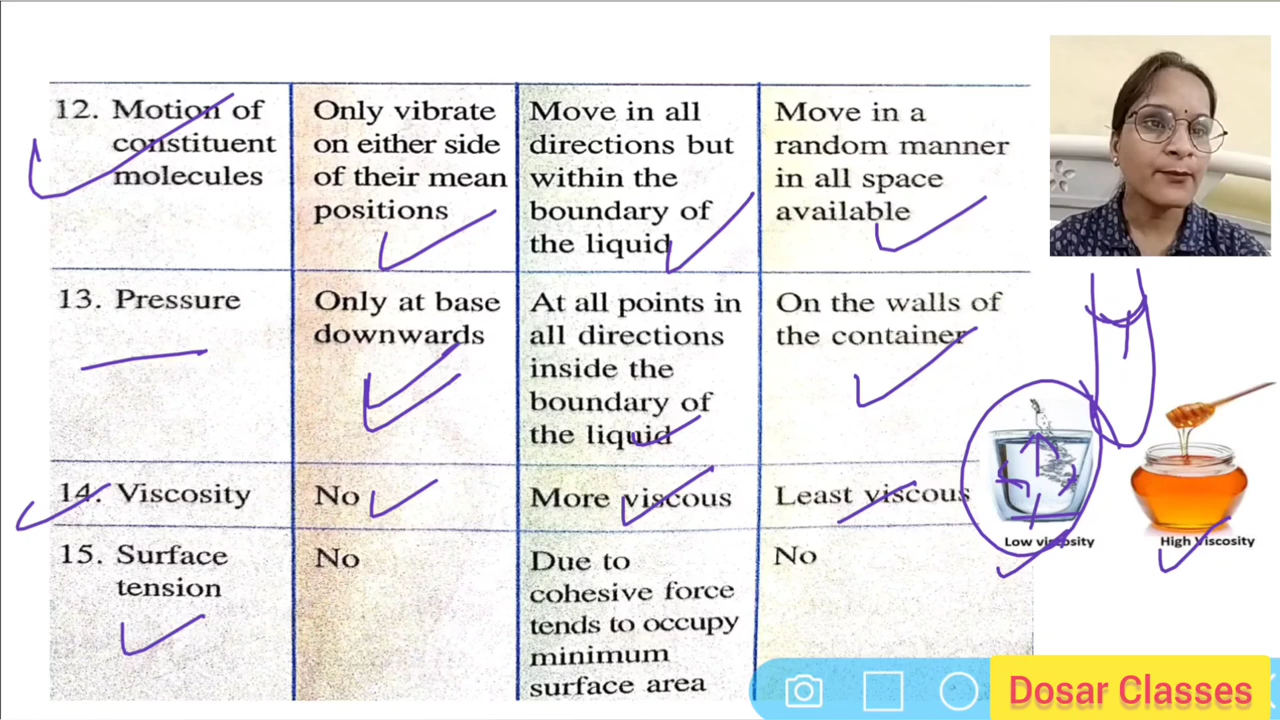 12. Motion of
constituent
molecules
Only vibrate
on either side
of their mean
positions
Move in all
directions but
within the
boundary of
the liquid
Move in a
random manner
in all space
available
13. Pressure
Only at base
downwards
At all points in
all directions
inside the
boundary of
the liquid
On the walls of
the container
14. Viscosity
No
More viscous
Least viscous
15. Surface
tension
No
Due to
cohesive force
tends to occupy
minimum
surface area
No
Low viscosity
High Viscosity
Dosar Classes